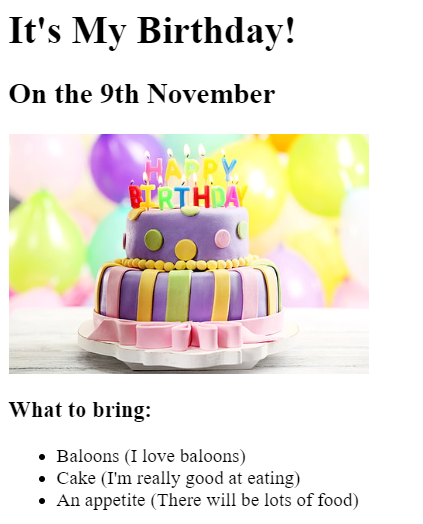 It's My Birthday!
On the 9th November
HAPPY
BIRTHDAY
What to bring:
Baloons (I love baloons)
Cake (I'm really good at eating)
An appetite (There will be lots of food)